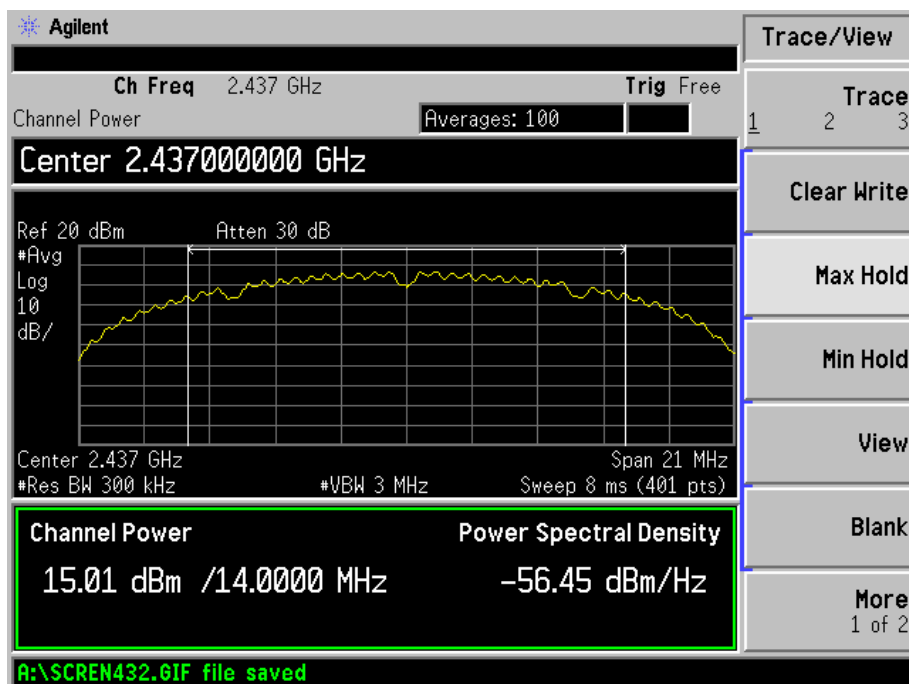 Agilent
Trace/View
Ch Freq 2.437 GHz Trig Free
Channel Power
Averages: 100
Trace
1 2 3
Center 2.437000000 GHz
Clear Write
Ref 20 dBm Atten 30 dB
#Avg
Log
10
dB/
Max Hold
Min Hold
View
Center 2.437 GHz Span 21 MHz
#Res BW 300 kHz #VBW 3 MHz Sweep 8 ms (401 pts)
Channel Power Power Spectral Density
15.01 dBm /14.0000 MHz -56.45 dBm/Hz
Blank
More
1 of 2
A:\SCREN432.GIF file saved